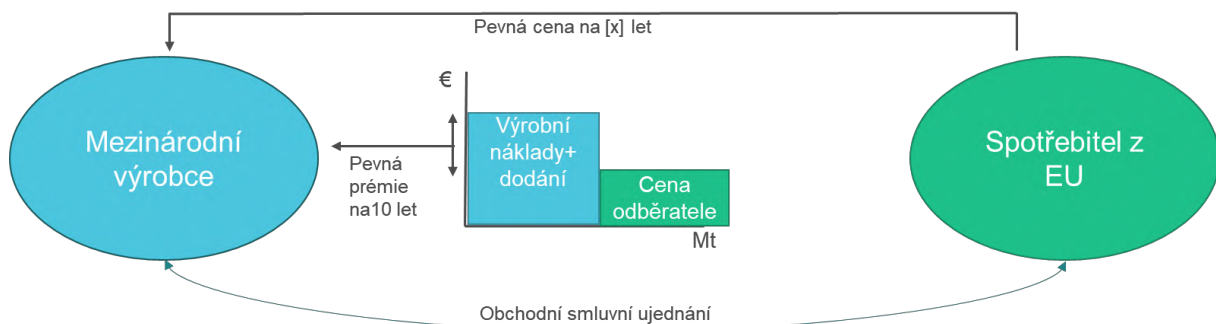 Pevná cena na [x] let
€
Mezinárodní
výrobce
Pevná
prémie
na10 let
Výrobní
náklady+
dodání
Cena
odběratele
Mt
Spotřebitel z
EU
Obchodní smluvní ujednání